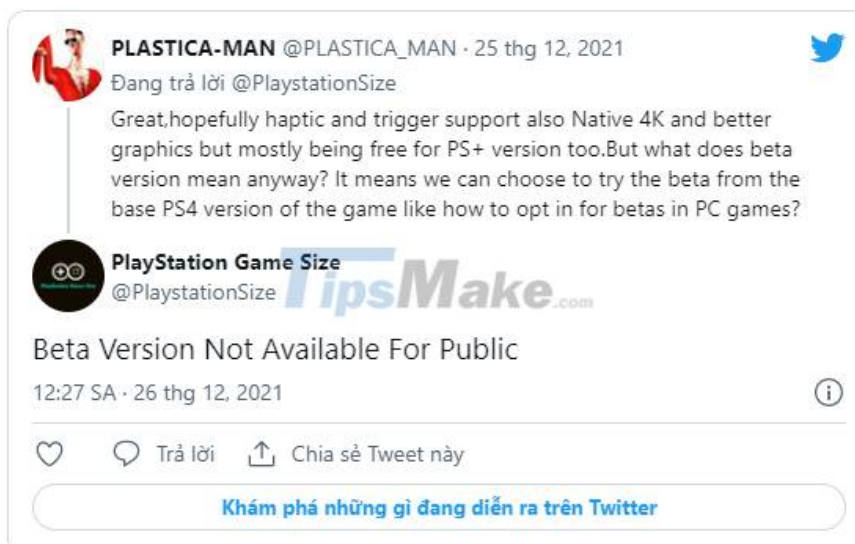 PLASTICA-MAN @PLASTICA_MAN · 25 thg 12, 2021
Đang trả lời @PlaystationSize
Great,hopefully haptic and trigger support also Native 4K and better
graphics but mostly being free for PS+ version too.But what does beta
version mean anyway? It means we can choose to try the beta from the
base PS4 version of the game like how to opt in for betas in PC games?
PlayStation Game Size
@PlaystationSize
TipsMake.com
Beta Version Not Available For Public
12:27 SA · 26 thg 12, 2021
Trả lời
Chia sẻ Tweet này
Khám phá những gì đang diễn ra trên Twitter